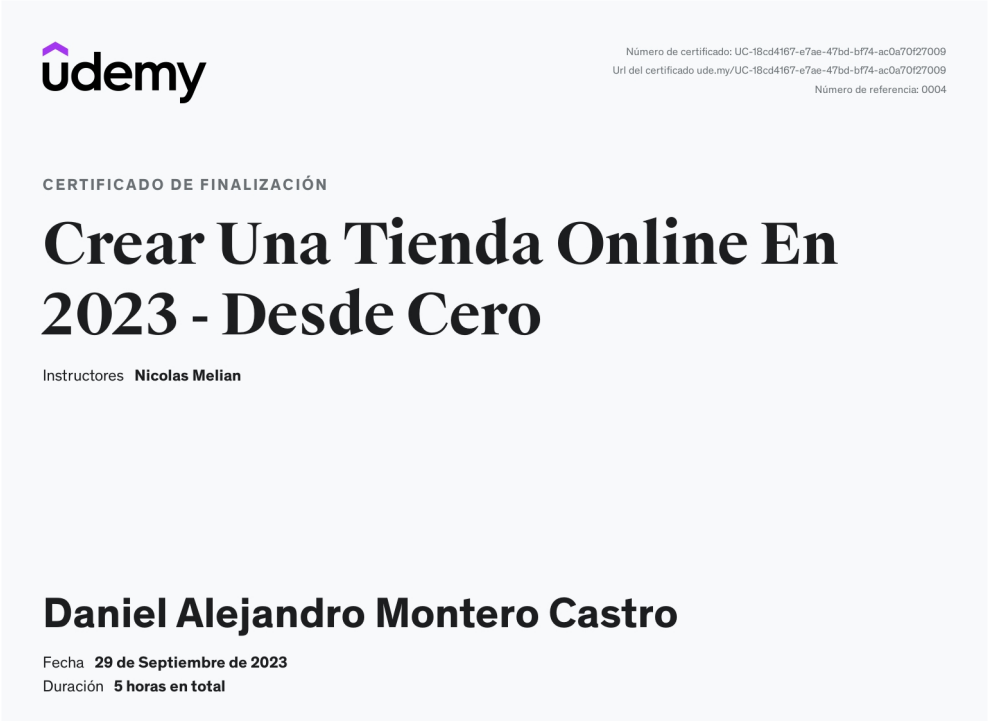 udemy
Número de certificado: UC-18cd4167-e7ae-47bd-bf74-ac0a70f27009
Url del certificado ude.my/UC-18cd4167-e7ae-47bd-bf74-ac0a70f27009
Número de referencia: 0004
CERTIFICADO DE FINALIZACIÓN
Crear Una Tienda Online En
2023 - Desde Cero
Instructores Nicolas Melian
Daniel Alejandro Montero Castro
Fecha 29 de Septiembre de 2023
Duración 5 horas en total